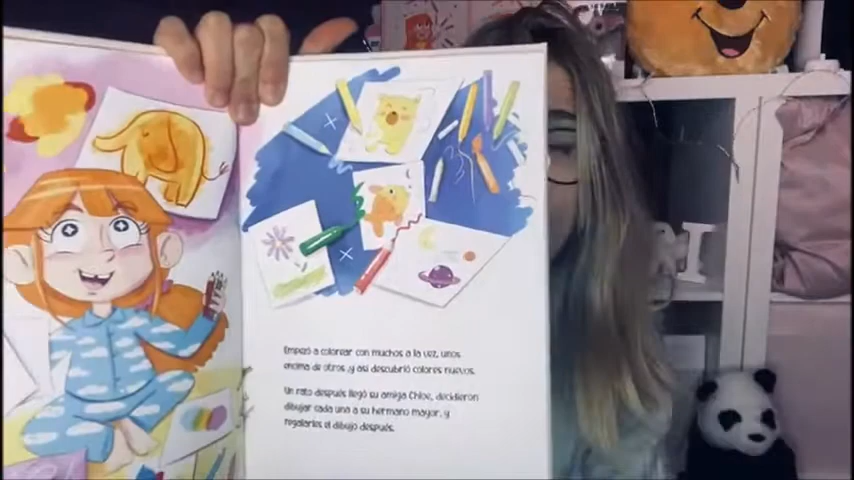 Empezó a colorear con muchos a la vez, unos
encima de otros ,y así descubrió colores nuevos.
Un rato después llegó su amiga Chloe, decidieron
dibujar cada una a su hermano mayor, y
regalarles el dibujo después.